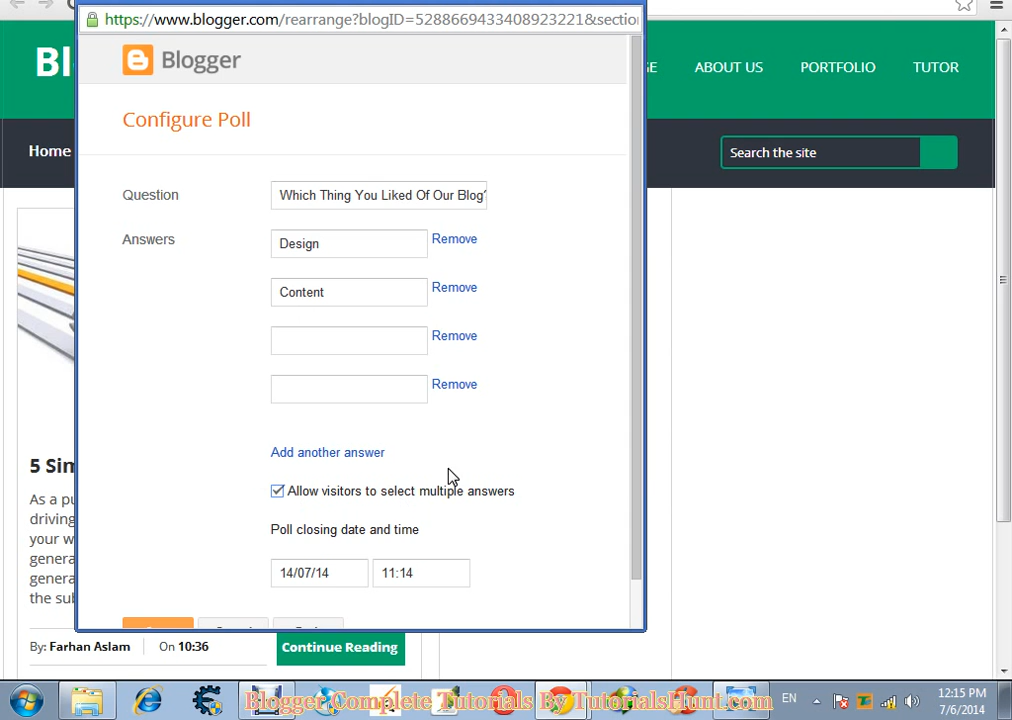 https://www.blogger.com/rearrange?blogID=5288669433408923221&sectio
Blogger
Bl
GE
ABOUT US
PORTFOLIO
TUTOR
Configure Poll
Home
Search the site
Question
Which Thing You Liked Of Our Blog?
Answers
Design
Remove
Content
Remove
Remove
Remove
Add another answer
Allow visitors to select multiple answers
Poll closing date and time
14/07/14
11:14
5 Sim
As a pu
driving
your w
genera
genera
the sub
By: Farhan Aslam
On 10:36
Continue Reading
Blogger Complete Tutorials By TutorialsHunt.com
EN
12:15 PM
7/6/2014